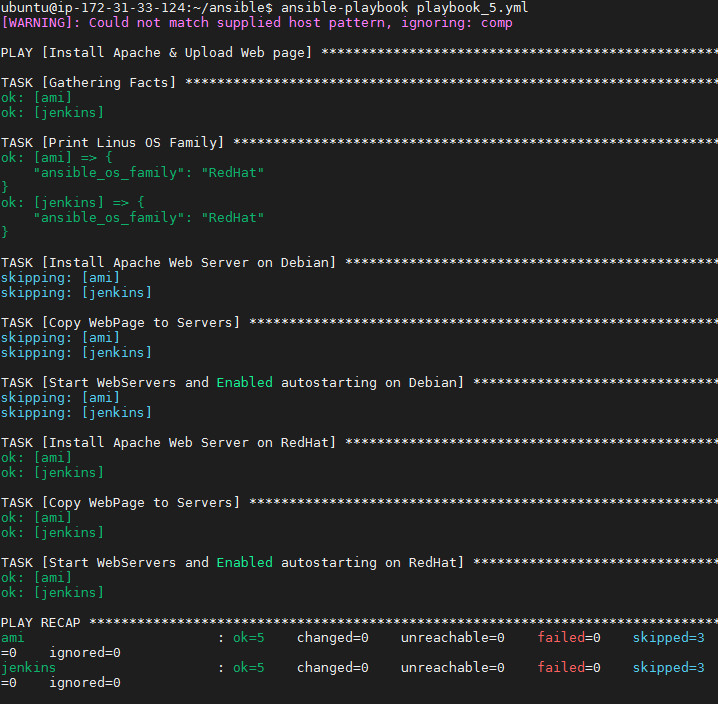 ubuntu@ip-172-31-33-124:~/ansible$ ansible-playbook playbook_5.yml
[WARNING]: Could not match supplied host pattern, ignoring: comp
PLAY [Install Apache & Upload Web page] *************************************************
TASK [Gathering Facts] ******************************************************************
ok: [ami]
ok: [jenkins]
TASK [Print Linus OS Family] ************************************************************
ok: [ami] => {
    "ansible_os_family": "RedHat"
}
ok: [jenkins] => {
    "ansible_os_family": "RedHat"
}
TASK [Install Apache Web Server on Debian] **********************************************
skipping: [ami]
skipping: [jenkins]
TASK [Copy WebPage to Servers] **********************************************************
skipping: [ami]
skipping: [jenkins]
TASK [Start WebServers and Enabled autostarting on Debian] ******************************
skipping: [ami]
skipping: [jenkins]
TASK [Install Apache Web Server on RedHat] **********************************************
ok: [ami]
ok: [jenkins]
TASK [Copy WebPage to Servers] **********************************************************
ok: [ami]
ok: [jenkins]
TASK [Start WebServers and Enabled autostarting on RedHat] ******************************
ok: [ami]
ok: [jenkins]
PLAY RECAP ******************************************************************************
ami                        : ok=5    changed=0    unreachable=0    failed=0    skipped=3
=0    ignored=0
jenkins                    : ok=5    changed=0    unreachable=0    failed=0    skipped=3
=0    ignored=0